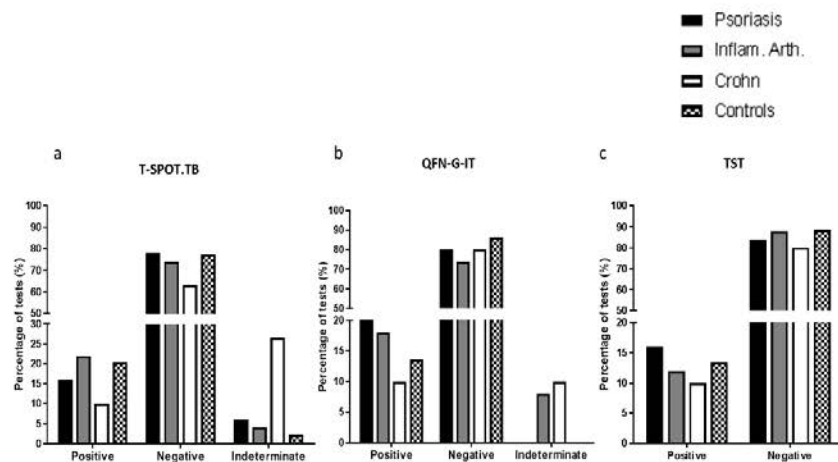 Psoriasis
Inflam. Arth.
Crohn
Controls
a
T-SPOT.TB
Percentage of tests (%)
100
90
80
70
60
50
30
25
20
15
10
5
0
Positive Negative Indeterminate
b
QFN-G-IT
Percentage of tests (%)
100
90
80
70
60
50
20
15
10
5
0
Positive Negative Indeterminate
c
TST
Percentage of tests (%)
100
90
80
70
60
50
20
15
10
5
0
Positive Negative